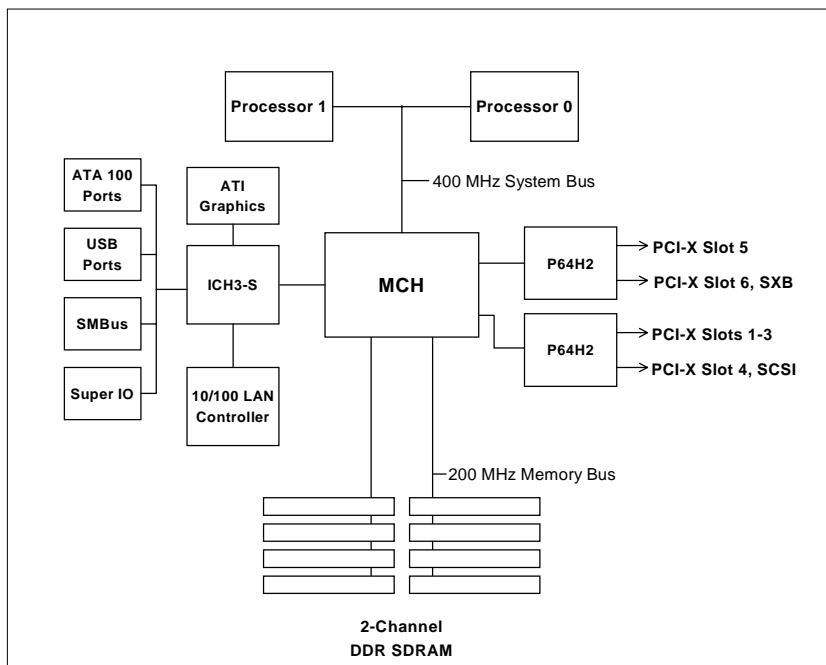 Processor 1
Processor 0
400 MHz System Bus
ATA 100
Ports
ATI
Graphics
USB
Ports
ICH3-S
MCH
P64H2
PCI-X Slot 5
PCI-X Slot 6, SXB
SMBus
P64H2
PCI-X Slots 1-3
PCI-X Slot 4, SCSI
Super IO
10/100 LAN
Controller
200 MHz Memory Bus
2-Channel
DDR SDRAM